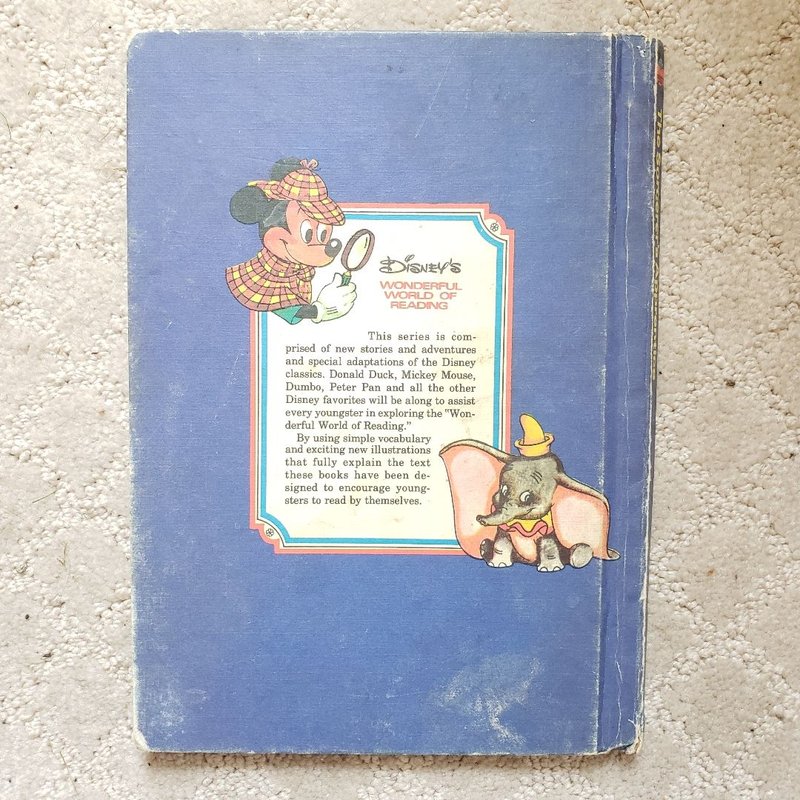 DISNEY'S
WONDERFUL
WORLD OF
READING
This series is com-
prised of new stories and adventures
and special adaptations of the Disney
classics. Donald Duck, Mickey Mouse,
Dumbo, Peter Pan and all the other
Disney favorites will be along to assist
every youngster in exploring the "Won-
derful World of Reading."
By using simple vocabulary
and exciting new illustrations
that fully explain the text
these books have been de-
signed to encourage young-
sters to read by themselves.